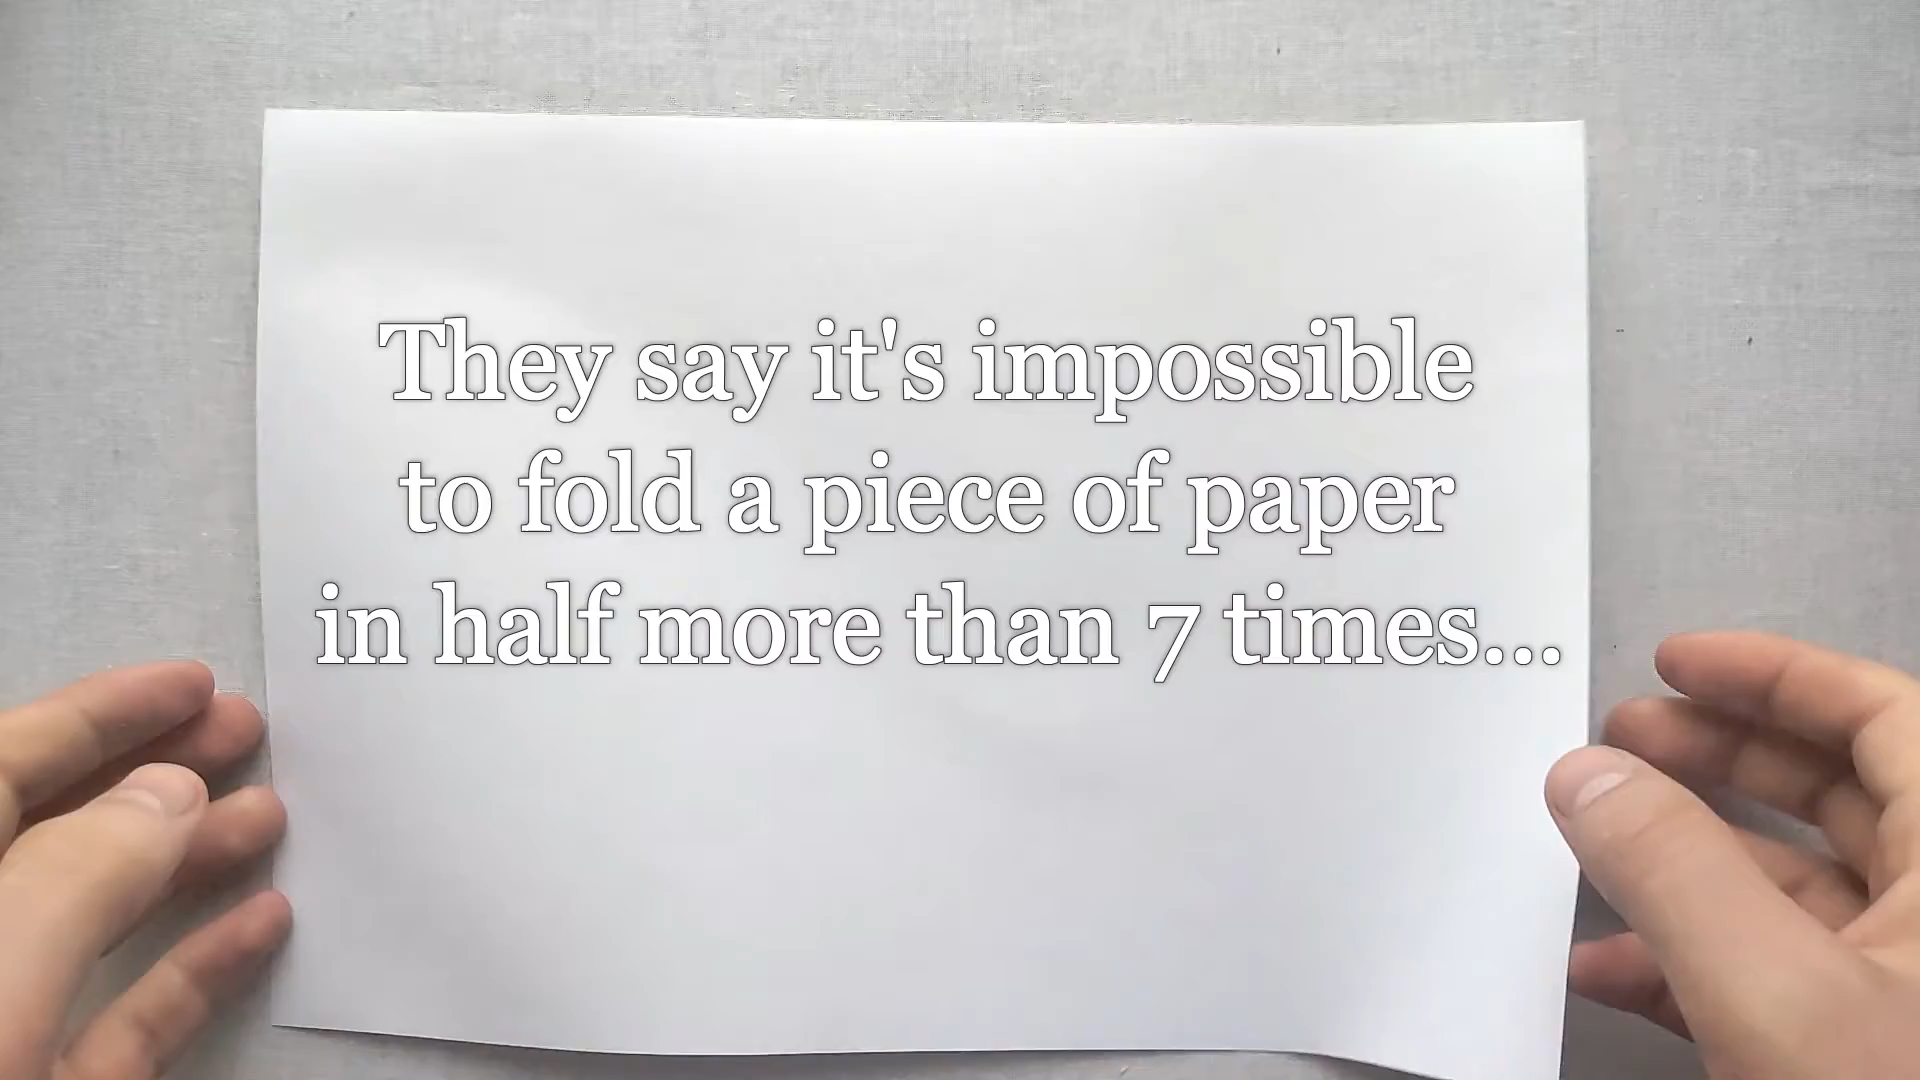 They say it's impossible
to fold a piece of paper
in half more than 7 times...